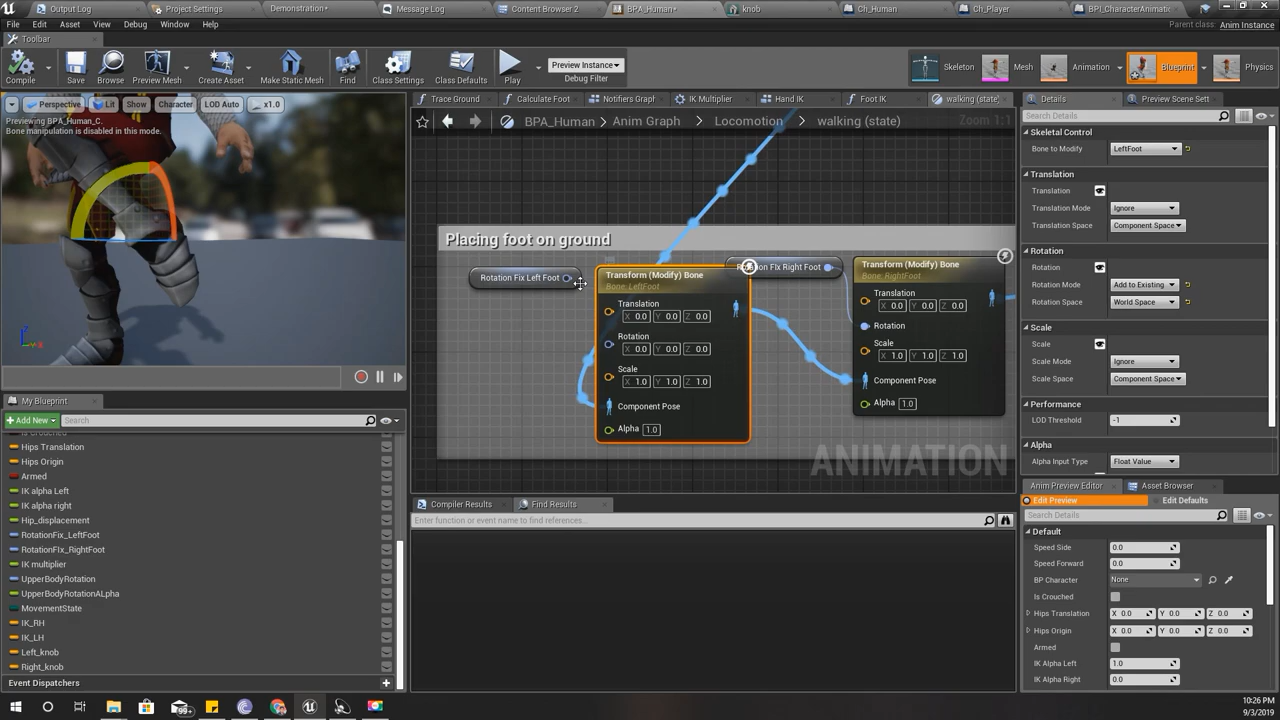 Output Log
Project Settings
Demonstration*
Message Log
Content Browser 2
BPA_Human*
knob
Ch_Human
Ch_Player
BPI_CharacterAnimatic
File Edit Asset View Debug Window Help
Parent class: Anim Instance
Toolbar
Compile
Save
Browse
Preview Mesh
Create Asset
Make Static Mesh
Find
Class Settings
Class Defaults
Play
Preview Instance
Debug Filter
Skeleton
Mesh
Animation
Blueprint
Physics
Perspective Lit Show Character LOD Auto x1.0
Previewing BPA_Human_C.
Bone manipulation is disabled in this mode.
Trace Ground
Calculate Foot
Notifiers Graph
IK Multiplier
Hand IK
Foot IK
walking (state)
BPA_Human > Anim Graph > Locomotion > walking (state)
Zoom 1:1
Placing foot on ground
Rotation Fix Left Foot
Transform (Modify) Bone
Bone: LeftFoot
Translation
X 0.0 Y 0.0 Z 0.0
Rotation
X 0.0 Y 0.0 Z 0.0
Scale
X 1.0 Y 1.0 Z 1.0
Component Pose
Alpha 1.0
FIx Right Foot
Transform (Modify) Bone
Bone: RightFoot
Translation
X 0.0 Y 0.0 Z 0.0
Rotation
Scale
X 1.0 Y 1.0 Z 1.0
Component Pose
Alpha 1.0
ANIMATION
My Blueprint
Add New
Search
Hips Translation
Hips Origin
Armed
IK alpha Left
IK alpha right
Hip_displacement
RotationFix_LeftFoot
RotationFIx_RightFoot
IK multiplier
UpperBodyRotation
UpperBodyRotationALpha
MovementState
IK_RH
IK_LH
Left_knob
Right_knob
Event Dispatchers
Compiler Results
Find Results
Enter function or event name to find references...
Details
Preview Scene Sett
Search Details
Skeletal Control
Bone to Modify LeftFoot
Translation
Translation
Translation Mode Ignore
Translation Space Component Space
Rotation
Rotation
Rotation Mode Add to Existing
Rotation Space World Space
Scale
Scale
Scale Mode Ignore
Scale Space Component Space
Performance
LOD Threshold -1
Alpha
Alpha Input Type Float Value
Anim Preview Editor
Asset Browser
Edit Preview
Edit Defaults
Search Details
Default
Speed Side 0.0
Speed Forward 0.0
BP Character None
Is Crouched
Hips Translation X 0.0 Y 0.0 Z 0.0
Hips Origin X 0.0 Y 0.0 Z 0.0
Armed
IK Alpha Left 1.0
IK Alpha Right 0.0
99+
10:26 PM
9/3/2019